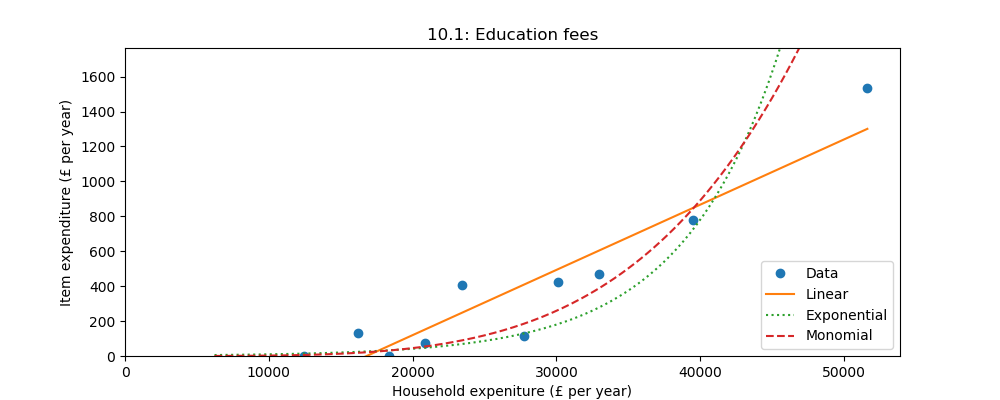 10.1: Education fees
Item expenditure (£ per year)
1600
1400
1200
1000
800
600
400
200
0
0 10000 20000 30000 40000 50000
Household expeniture (£ per year)
Data
Linear
Exponential
Monomial